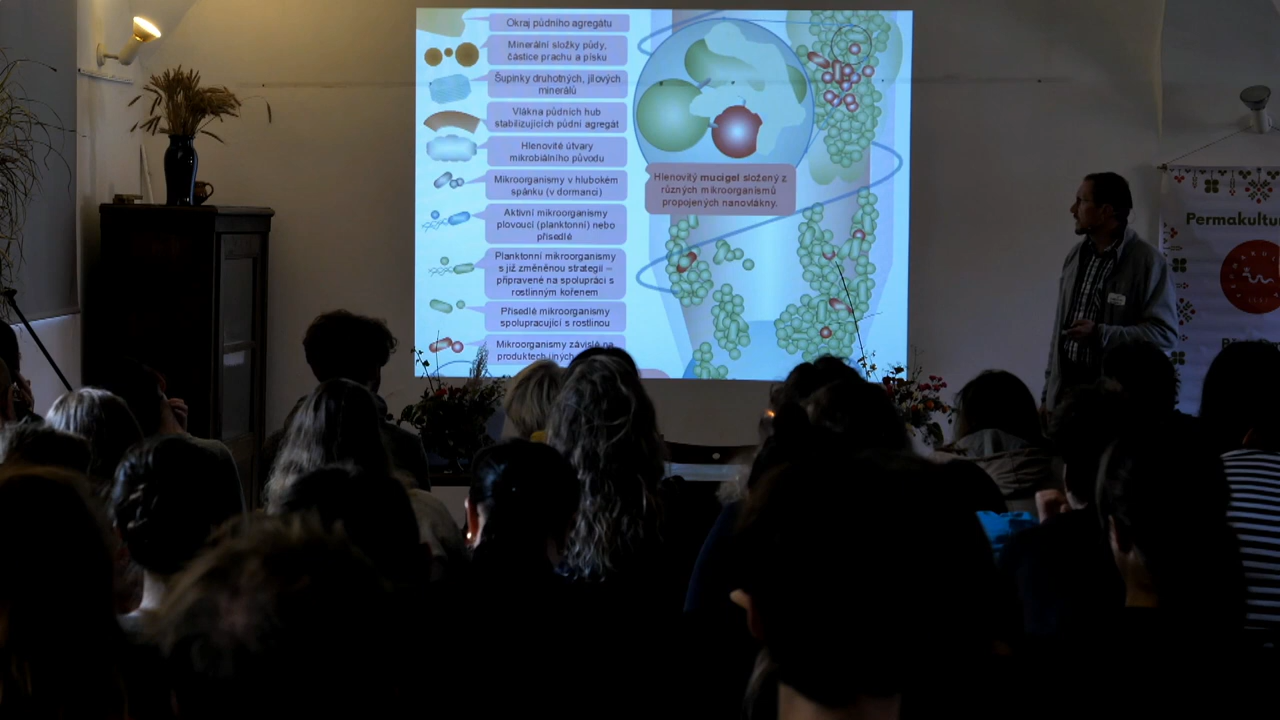 Okraj půdního agregátu
Minerální složky půdy,
částice prachu a písku
Šupinky druhotných, jílových
minerálů
Vlákna půdních hub
stabilizujících půdní agregát
Hlenovité útvary
mikrobiálního původu
Mikroorganismy v hlubokém
spánku (v dormanci)
Aktivní mikroorganismy
plovoucí (planktonní) nebo
přisedlé
Planktonní mikroorganismy
s již změněnou strategií –
připravené na spolupráci s
rostlinným kořenem
Přisedlé mikroorganismy
spolupracující s rostlinou
Mikroorganismy závislé na
produktech jiných
Hlenovitý mucigel složený z
různých mikroorganismů
propojených nanovlákny.
Permakultu